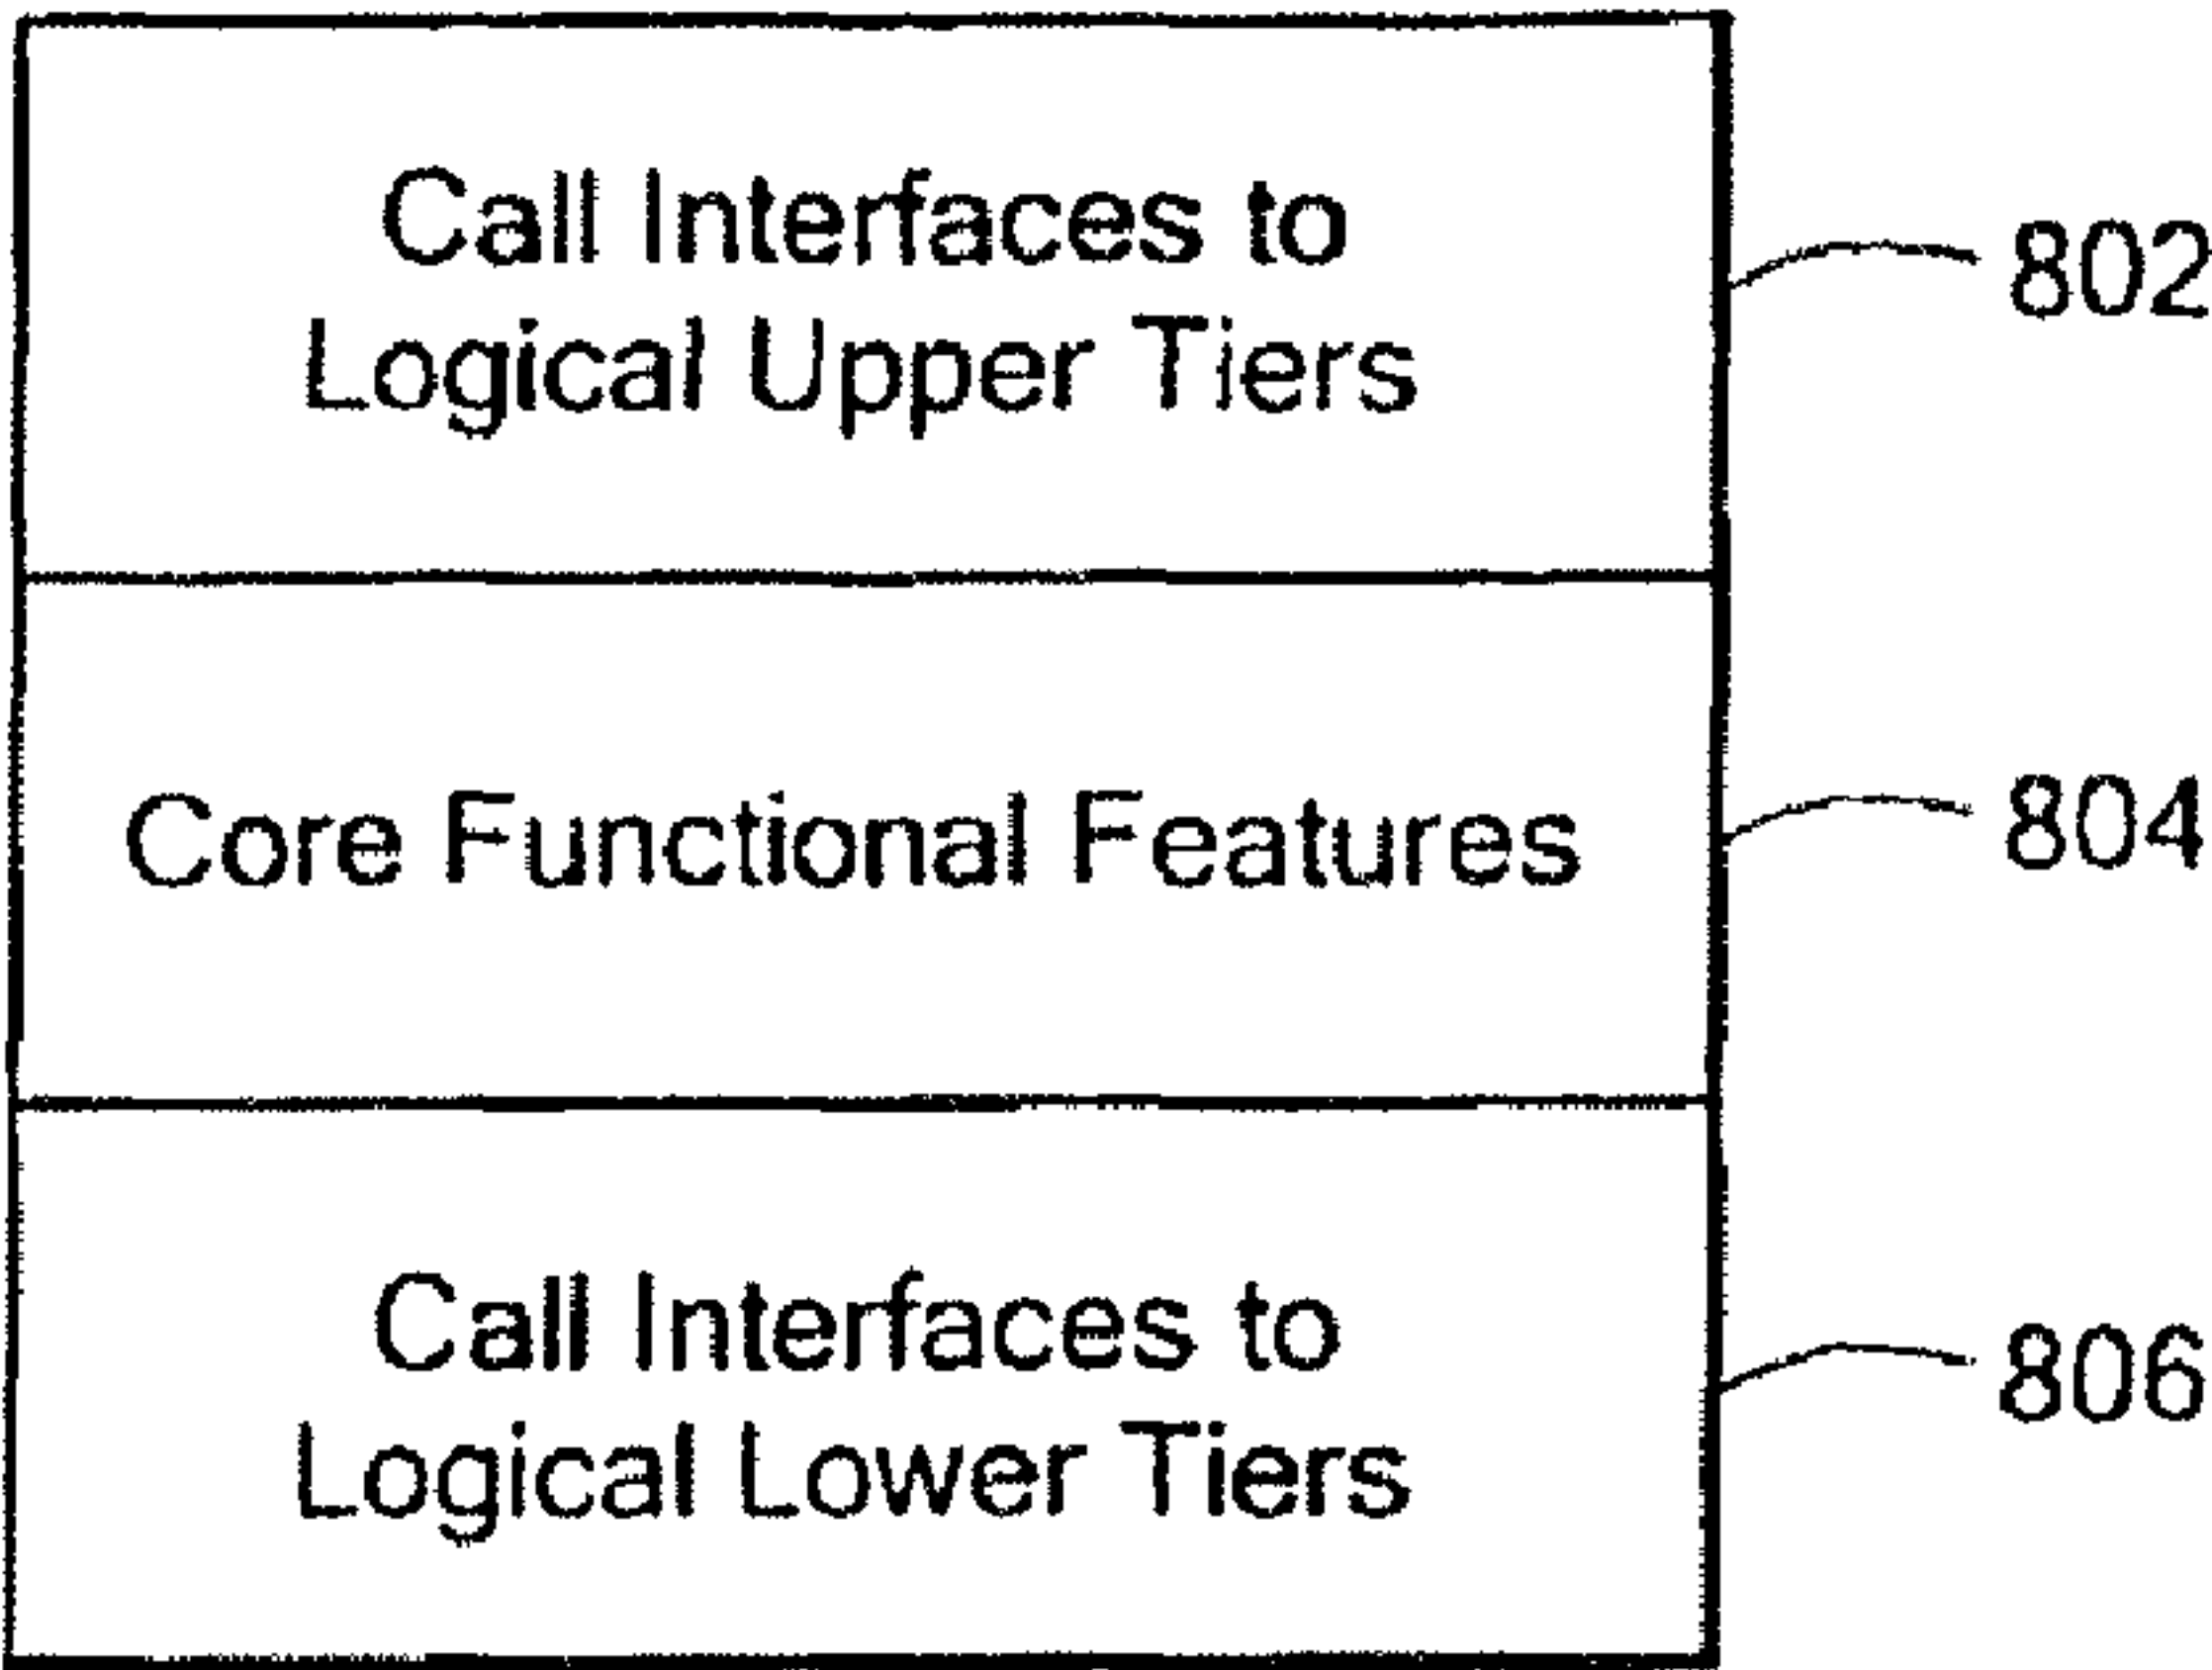 Call Interfaces to
Logical Upper Tiers
802
Core Functional Features
804
Call Interfaces to
Logical Lower Tiers
806